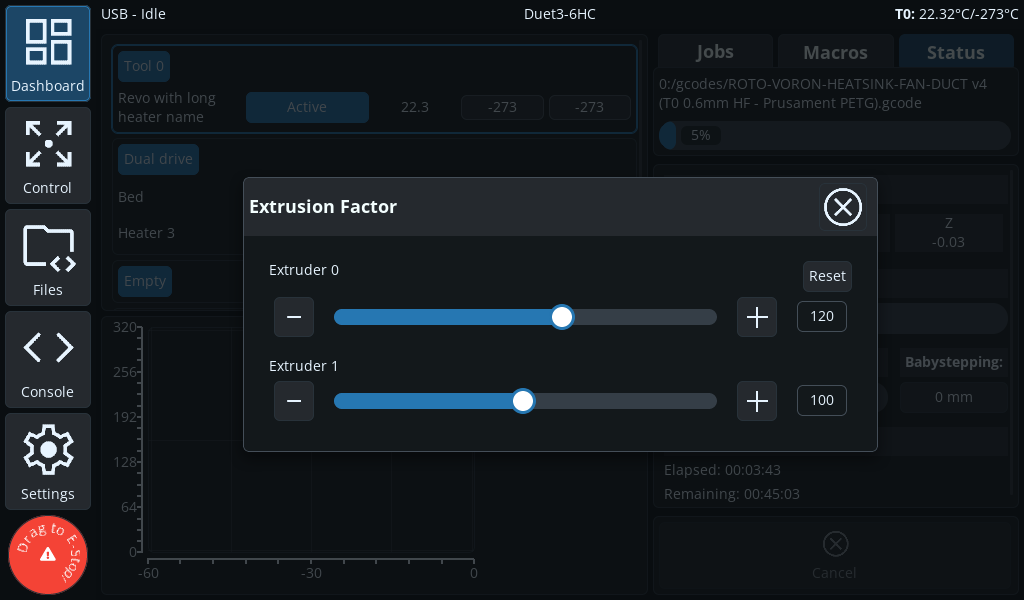 USB - Idle
Duet3-6HC
T0: 22.32°C/-273°C
Dashboard
Control
Files
Console
Settings
Drag to E-Stop!
Tool 0
Revo with long
heater name
Active
22.3
-273
-273
Dual drive
Bed
Heater 3
Empty
320
256
192
128
64
0
-60
-30
0
Jobs
Macros
Status
0:/gcodes/ROTO-VORON-HEATSINK-FAN-DUCT v4
(T0 0.6mm HF - Prusament PETG).gcode
5%
Z
-0.03
Babystepping:
0 mm
Elapsed: 00:03:43
Remaining: 00:45:03
Cancel
Extrusion Factor
Extruder 0
Reset
120
Extruder 1
100